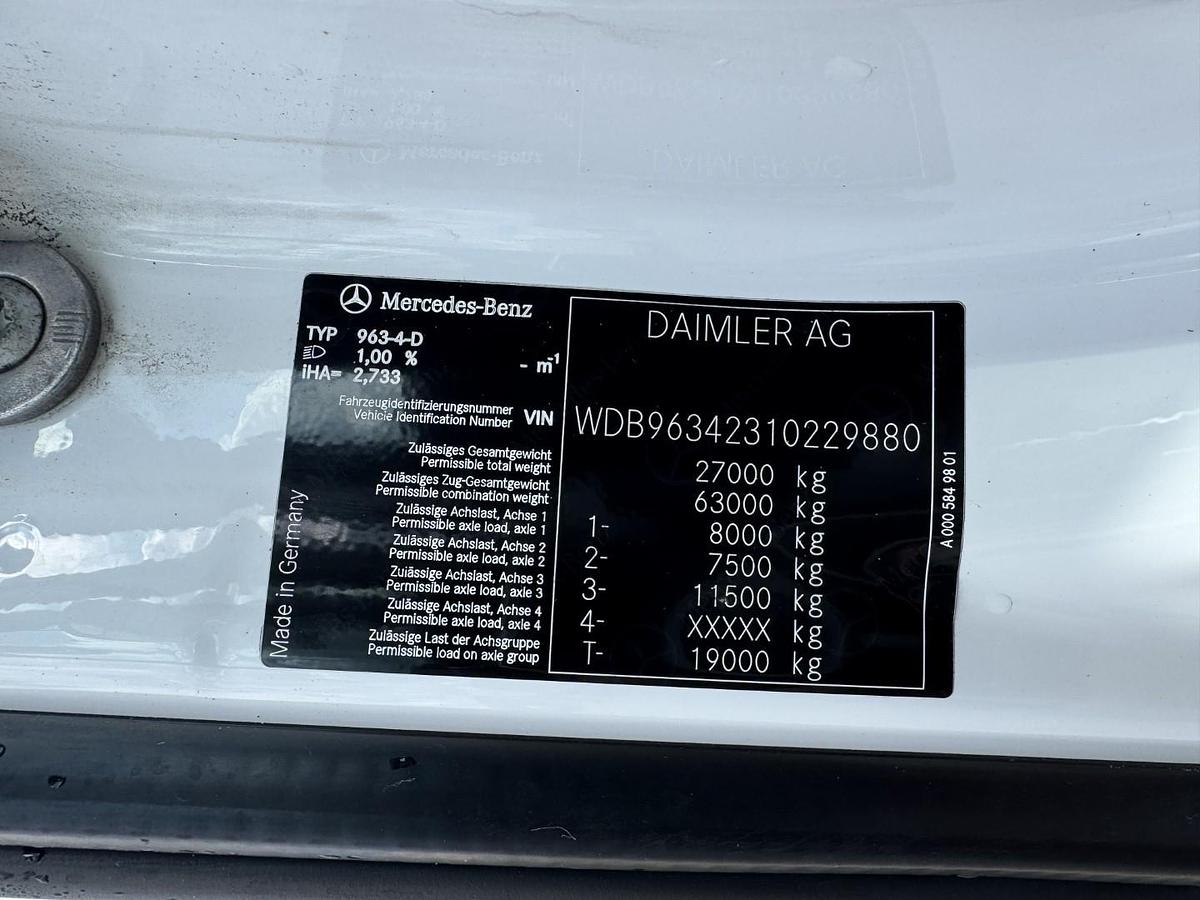 Mercedes-Benz
TYP 963-4-D
1,00 % - m-1
iHA= 2,733
DAIMLER AG
Fahrzeugidentifizierungsnummer
Vehicle Identification Number VIN WDB96342310229880
Zulässiges Gesamtgewicht
Permissible total weight 27000 kg
Zulässiges Zug-Gesamtgewicht
Permissible combination weight 63000 kg
Zulässige Achslast, Achse 1
Permissible axle load, axle 1 1- 8000 kg
Zulässige Achslast, Achse 2
Permissible axle load, axle 2 2- 7500 kg
Zulässige Achslast, Achse 3
Permissible axle load, axle 3 3- 11500 kg
Zulässige Achslast, Achse 4
Permissible axle load, axle 4 4- XXXXX kg
Zulässige Last der Achsgruppe
Permissible load on axle group T- 19000 kg
Made in Germany
A 000 584 98 01